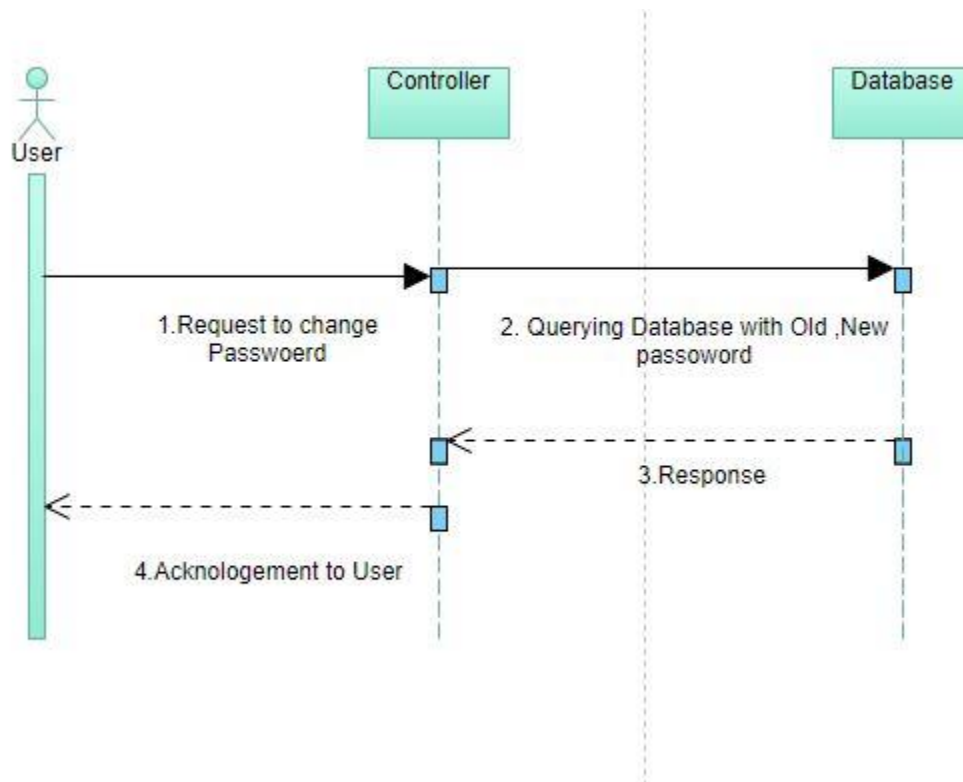 Controller
Database
User
1.Request to change
Passwoerd
2. Querying Database with Old ,New
passoword
3.Response
4.Acknologement to User